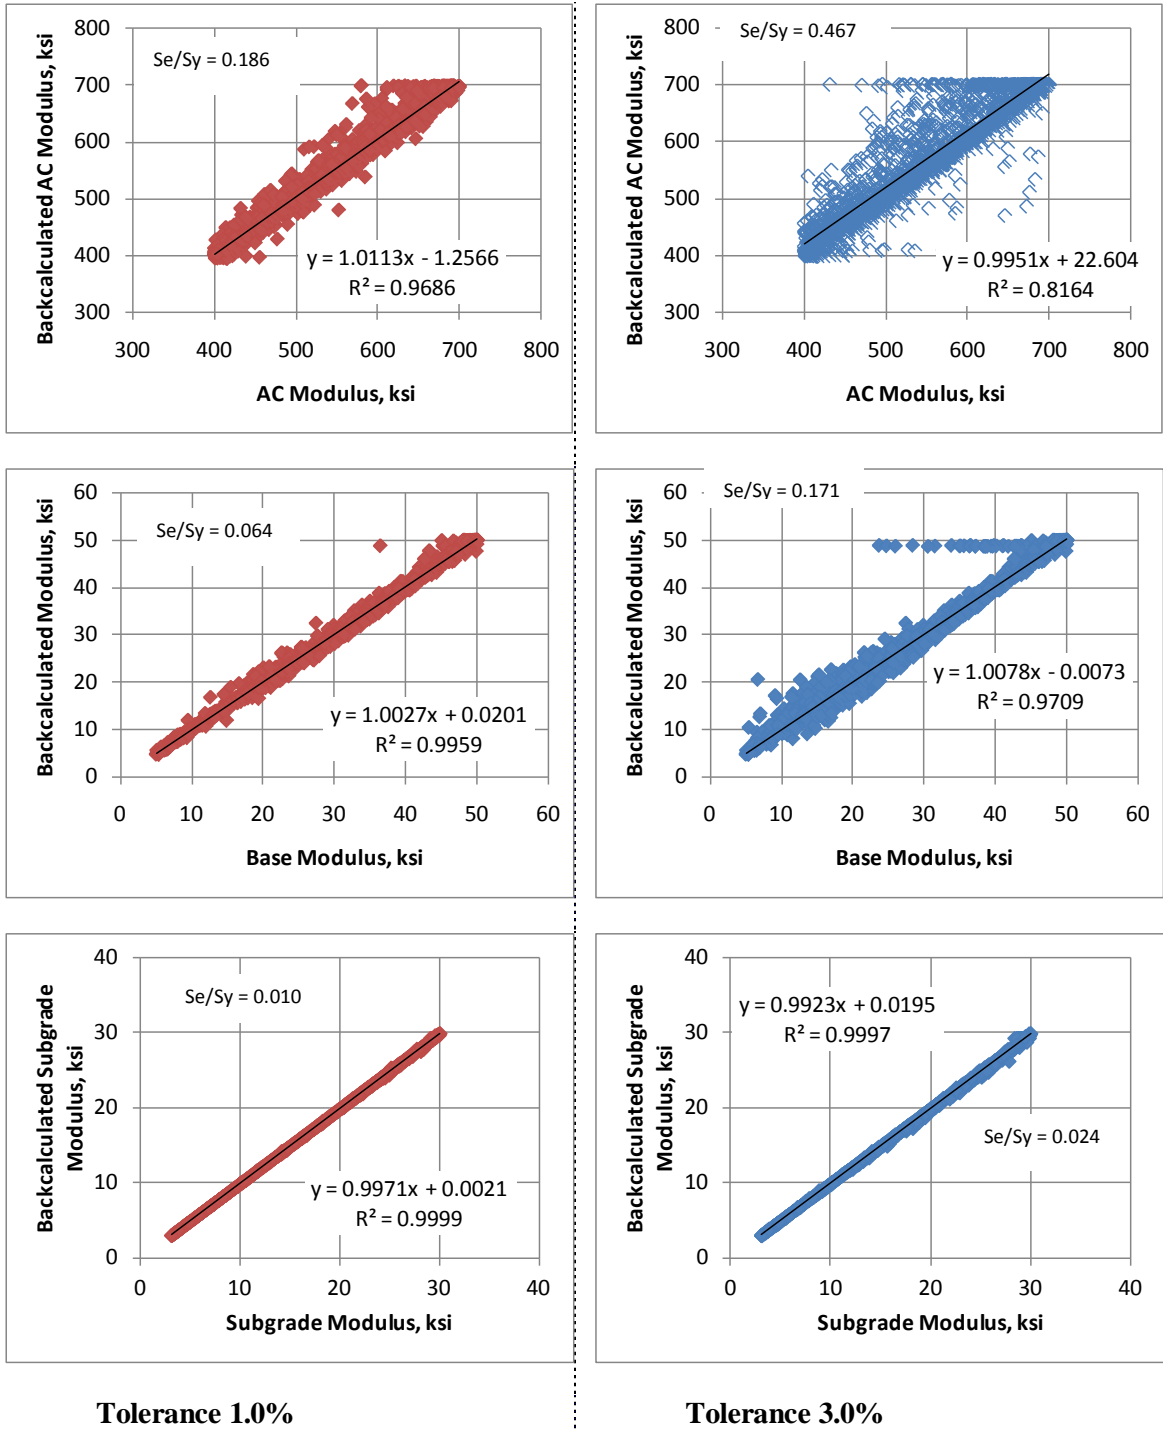 800
700
600
500
400
300
Backcalculated AC Modulus, ksi
Se/Sy = 0.186
y = 1.0113x - 1.2566
R² = 0.9686
300 400 500 600 700 800
AC Modulus, ksi
800
700
600
500
400
300
Backcalculated AC Modulus, ksi
Se/Sy = 0.467
y = 0.9951x + 22.604
R² = 0.8164
300 400 500 600 700 800
AC Modulus, ksi
60
50
40
30
20
10
0
Backcalculated Modulus, ksi
Se/Sy = 0.064
y = 1.0027x + 0.0201
R² = 0.9959
0 10 20 30 40 50 60
Base Modulus, ksi
60
50
40
30
20
10
0
Backcalculated Modulus, ksi
Se/Sy = 0.171
y = 1.0078x - 0.0073
R² = 0.9709
0 10 20 30 40 50 60
Base Modulus, ksi
40
30
20
10
0
Backcalculated Subgrade
Modulus, ksi
Se/Sy = 0.010
y = 0.9971x + 0.0021
R² = 0.9999
0 10 20 30 40
Subgrade Modulus, ksi
40
30
20
10
0
Backcalculated Subgrade
Modulus, ksi
y = 0.9923x + 0.0195
R² = 0.9997
Se/Sy = 0.024
0 10 20 30 40
Subgrade Modulus, ksi
Tolerance 1.0%
Tolerance 3.0%